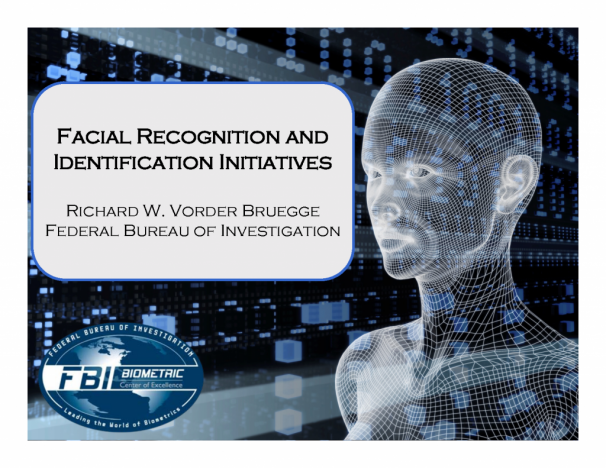 FACIAL RECOGNITION AND
IDENTIFICATION INITIATIVES
RICHARD W. VORDER BRUEGGE
FEDERAL BUREAU OF INVESTIGATION
FEDERAL BUREAU OF INVESTIGATION
FBI BIOMETRIC
Center of Excellence
Leading the World of Biometrics